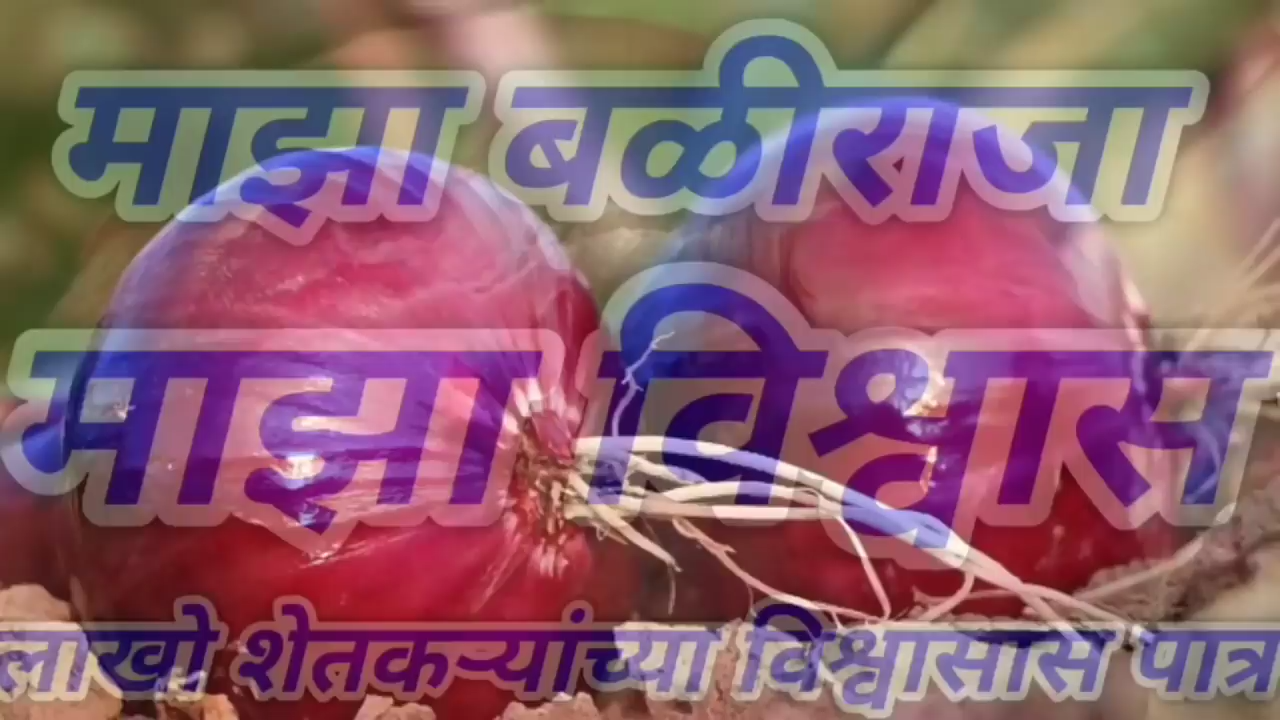 माझा बळीराजा
माझा विश्वास
लाखो शेतकऱ्यांच्या विश्वासास पात्र